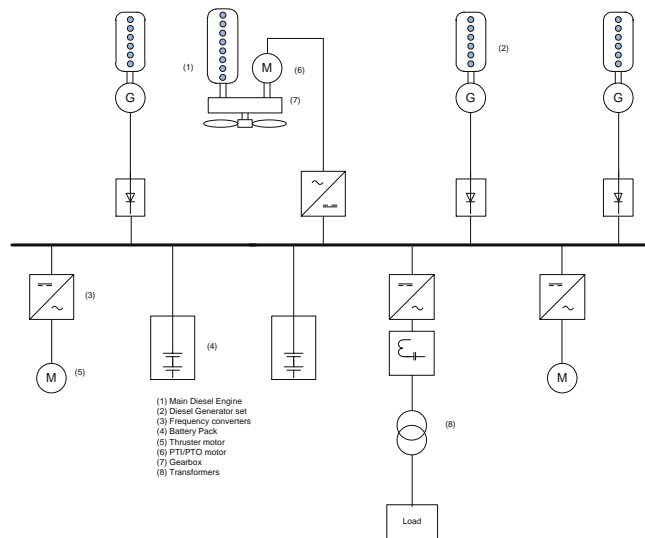 (1)
M
(6)
(2)
G
(7)
G
G
(3)
(4)
M
(5)
M
(1) Main Diesel Engine
(2) Diesel Generator set
(3) Frequency converters
(4) Battery Pack
(5) Thruster motor
(6) PTI/PTO motor
(7) Gearbox
(8) Transformers
(8)
Load